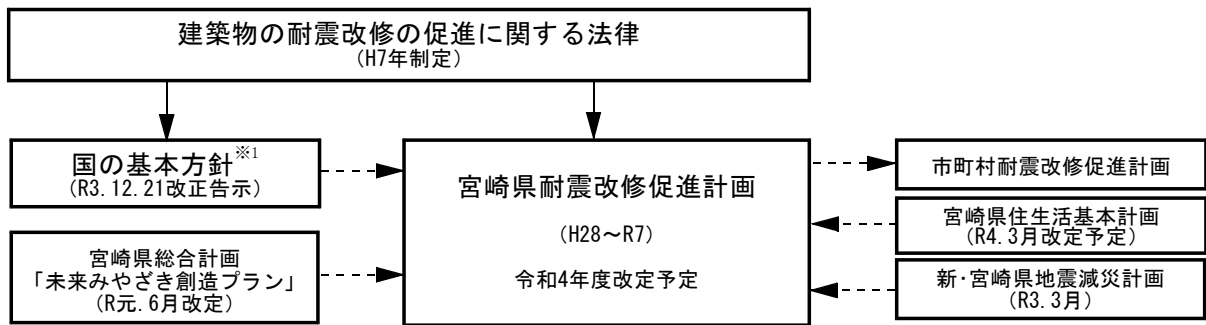 建築物の耐震改修の促進に関する法律
（H7年制定）
国の基本方針※1
（R3.12.21改正告示）
宮崎県総合計画
「未来みやざき創造プラン」
（R元.6月改定）
宮崎県耐震改修促進計画
（H28～R7）
令和4年度改定予定
市町村耐震改修促進計画
宮崎県住生活基本計画
（R4.3月改定予定）
新・宮崎県地震減災計画
（R3.3月）